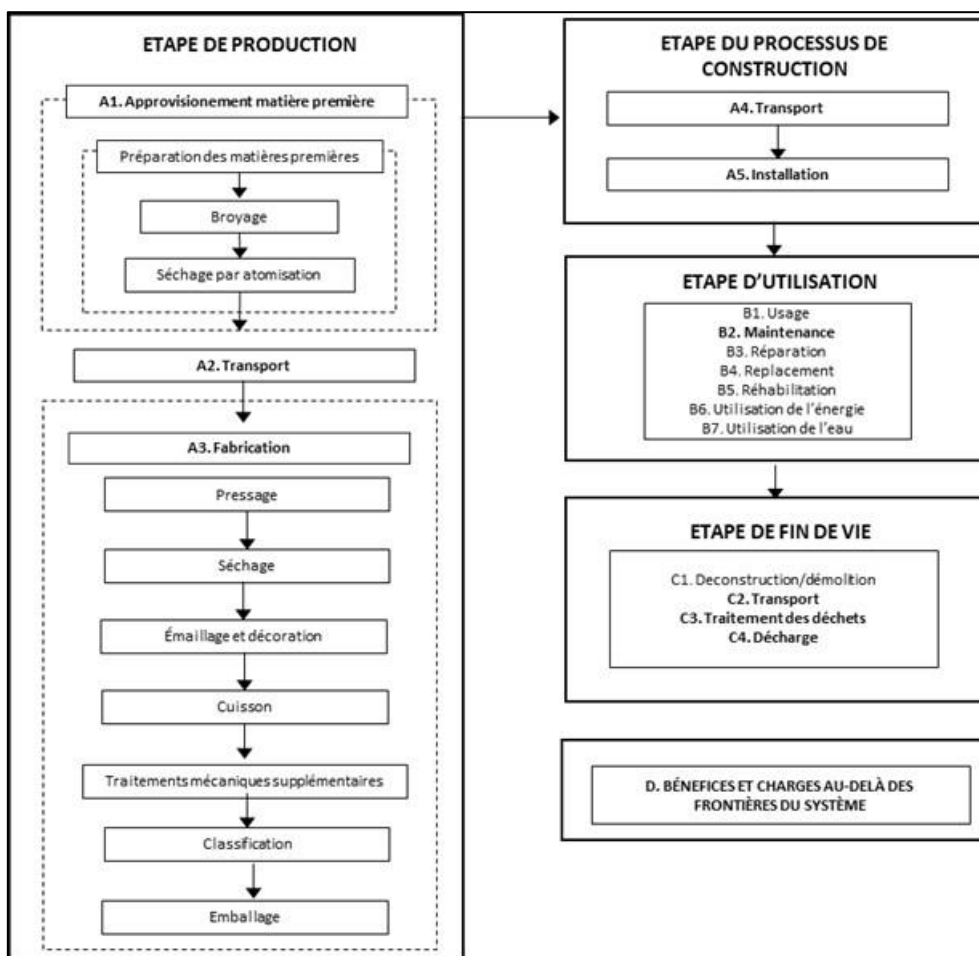 ETAPE DE PRODUCTION
A1. Approvisionement matière première
Préparation des matières premières
Broyage
Séchage par atomisation
A2. Transport
A3. Fabrication
Pressage
Séchage
Émaillage et décoration
Cuisson
Traitements mécaniques supplémentaires
Classification
Emballage
ETAPE DU PROCESSUS DE
CONSTRUCTION
A4. Transport
A5. Installation
ETAPE D'UTILISATION
B1. Usage
B2. Maintenance
B3. Réparation
B4. Replacement
B5. Réhabilitation
B6. Utilisation de l'énergie
B7. Utilisation de l'eau
ETAPE DE FIN DE VIE
C1. Deconstruction/démolition
C2. Transport
C3. Traitement des déchets
C4. Décharge
D. BÉNEFICES ET CHARGES AU-DELÀ DES
FRONTIÈRES DU SYSTÈME